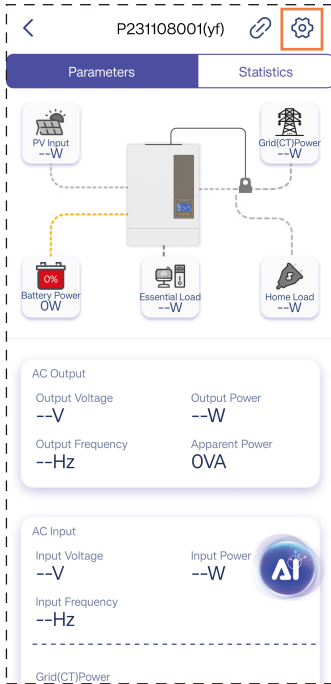 P231108001(yf)
Parameters
Statistics
PV Input
--W
Grid(CT)Power
--W
0%
Battery Power
0W
Essential Load
--W
Home Load
--W
AC Output
Output Voltage
Output Power
--V
--W
Output Frequency
Apparent Power
--Hz
0VA
AC Input
Input Voltage
Input Power
--V
--W
AI
Input Frequency
--Hz
Grid(CT)Power